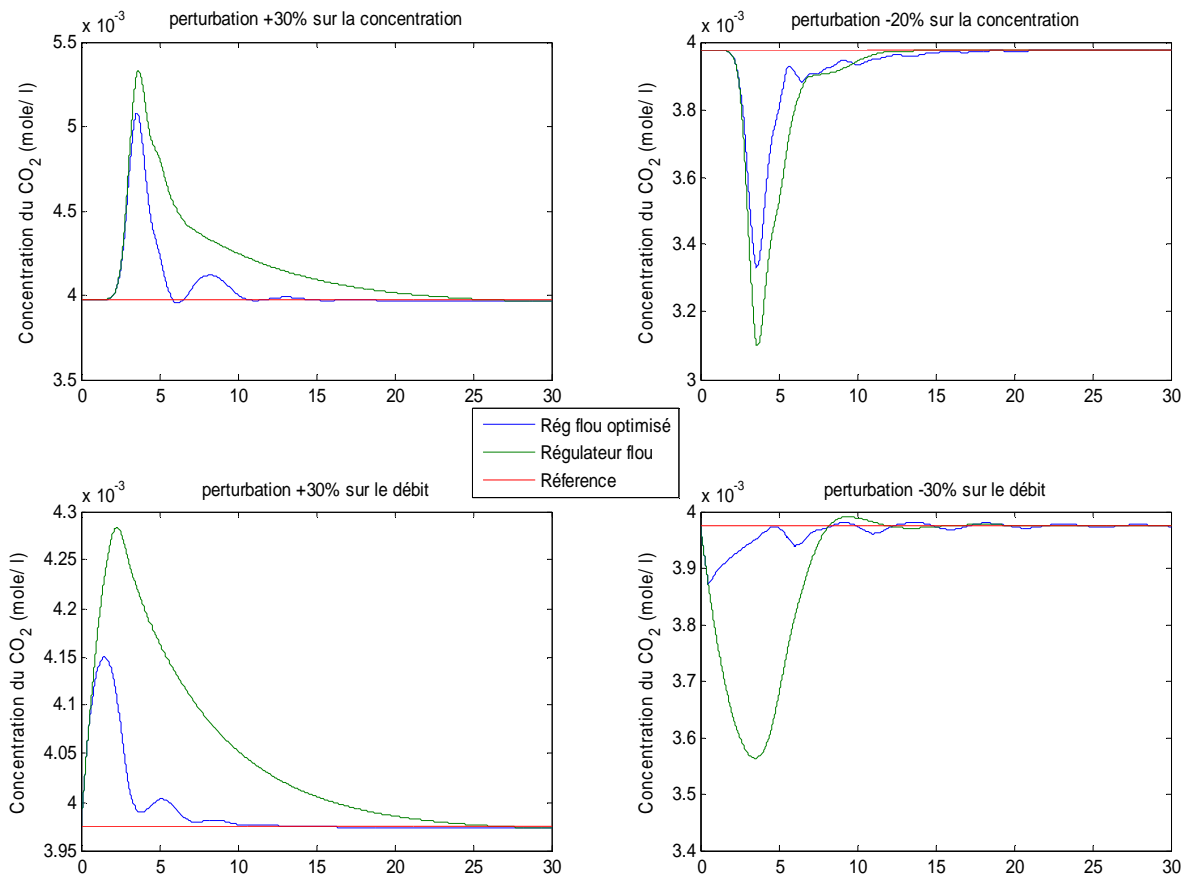 perturbation +30% sur la concentration
x 10⁻³
Concentration du CO₂ (mole/ l)
5.5
5
4.5
4
3.5
0 5 10 15 20 25 30
perturbation -20% sur la concentration
x 10⁻³
Concentration du CO₂ (mole/ l)
4
3.8
3.6
3.4
3.2
3
0 5 10 15 20 25 30
Rég flou optimisé
Régulateur flou
Réference
perturbation +30% sur le débit
x 10⁻³
Concentration du CO₂ (mole/ l)
4.3
4.25
4.2
4.15
4.1
4.05
4
3.95
0 5 10 15 20 25 30
perturbation -30% sur le débit
x 10⁻³
Concentration du CO₂ (mole/ l)
4
3.9
3.8
3.7
3.6
3.5
3.4
0 5 10 15 20 25 30